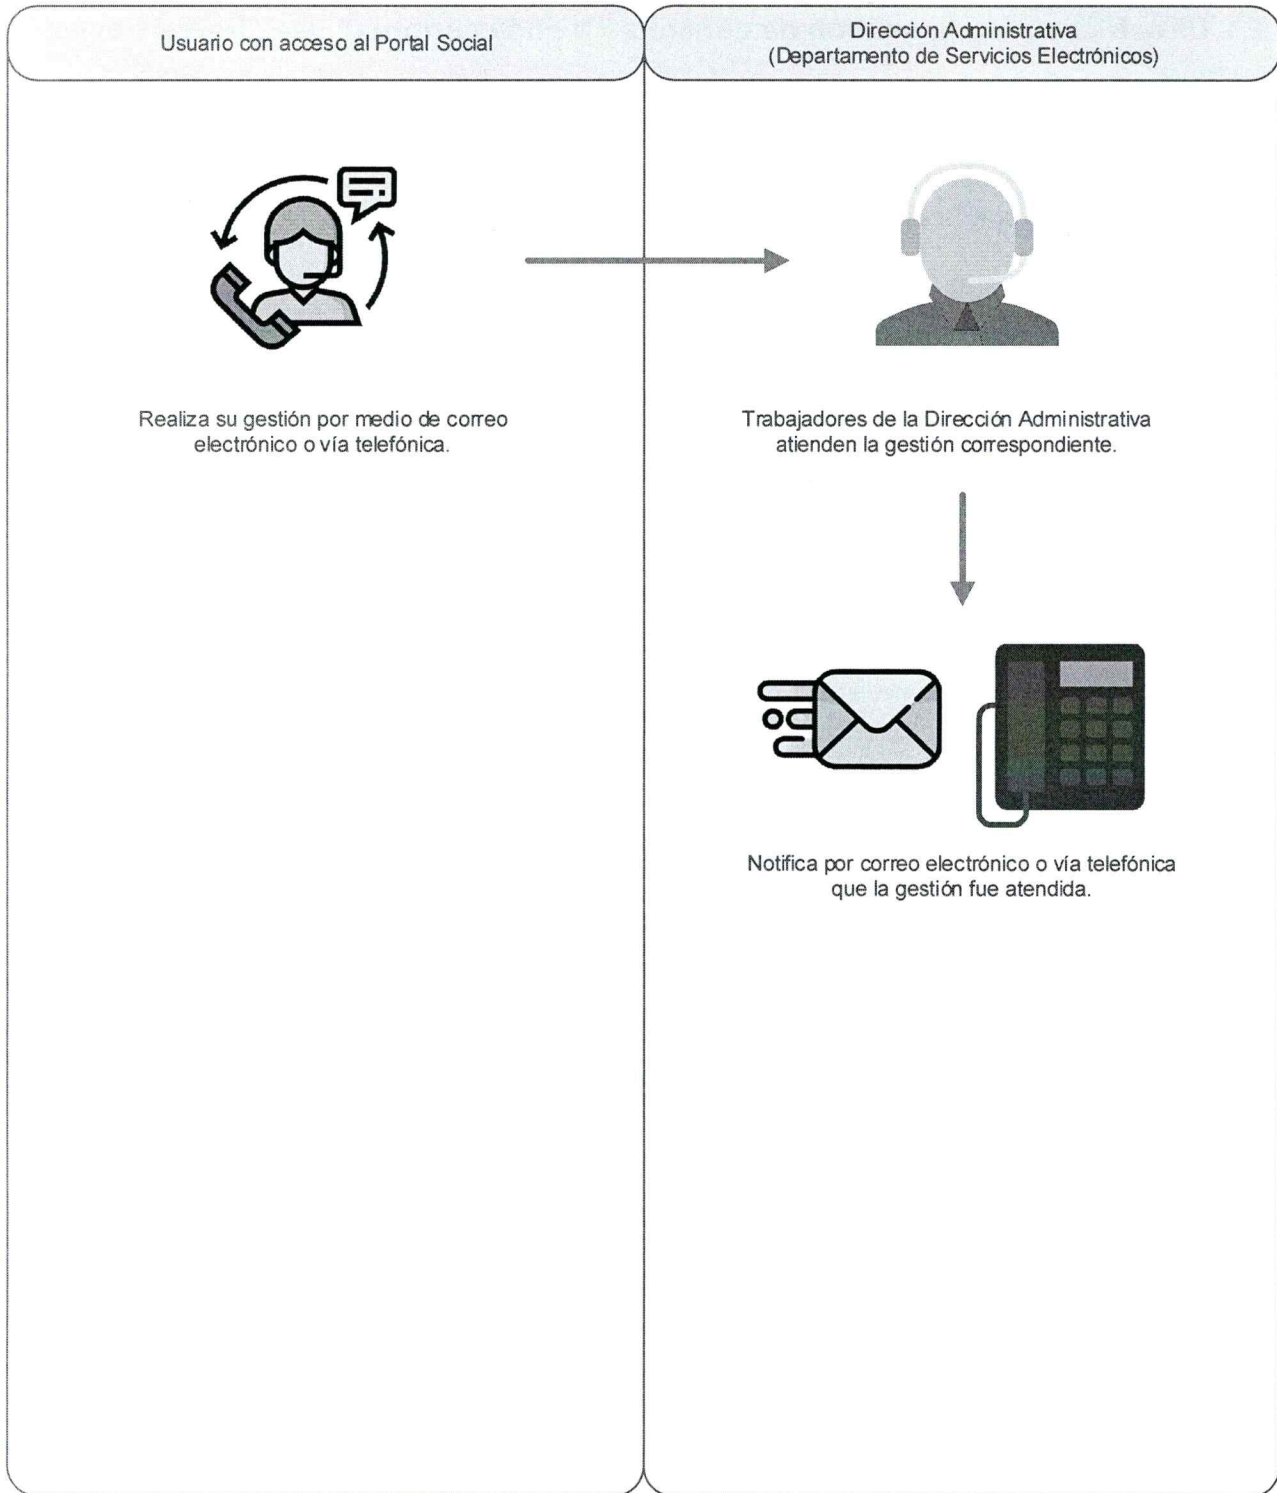 Usuario con acceso al Portal Social
Dirección Administrativa
(Departamento de Servicios Electrónicos)
Realiza su gestión por medio de correo
electrónico o vía telefónica.
Trabajadores de la Dirección Administrativa
atienden la gestión correspondiente.
Notifica por correo electrónico o vía telefónica
que la gestión fue atendida.